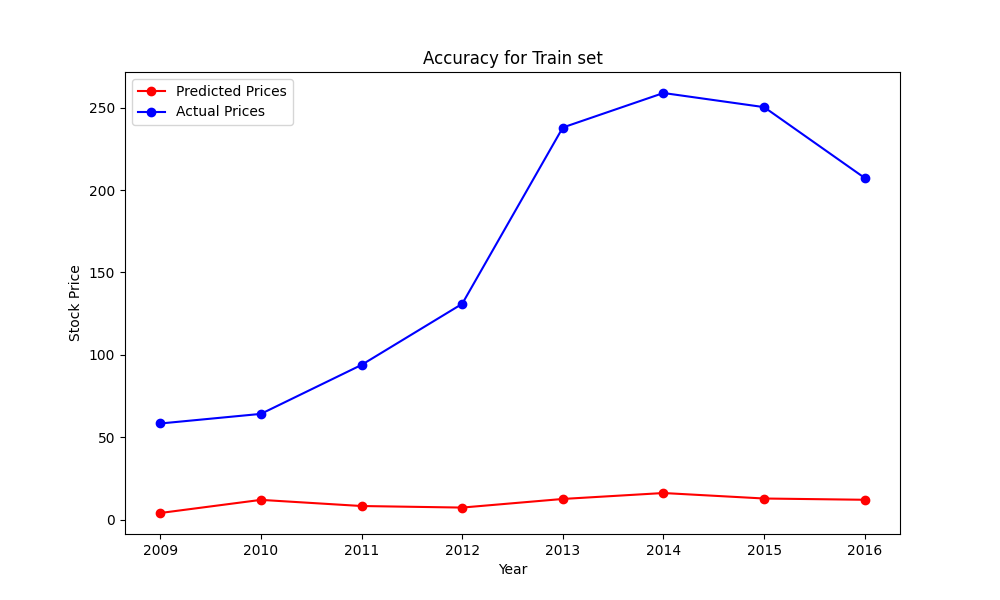 Accuracy for Train set
Predicted Prices
Actual Prices
Stock Price
250
200
150
100
50
0
2009 2010 2011 2012 2013 2014 2015 2016
Year